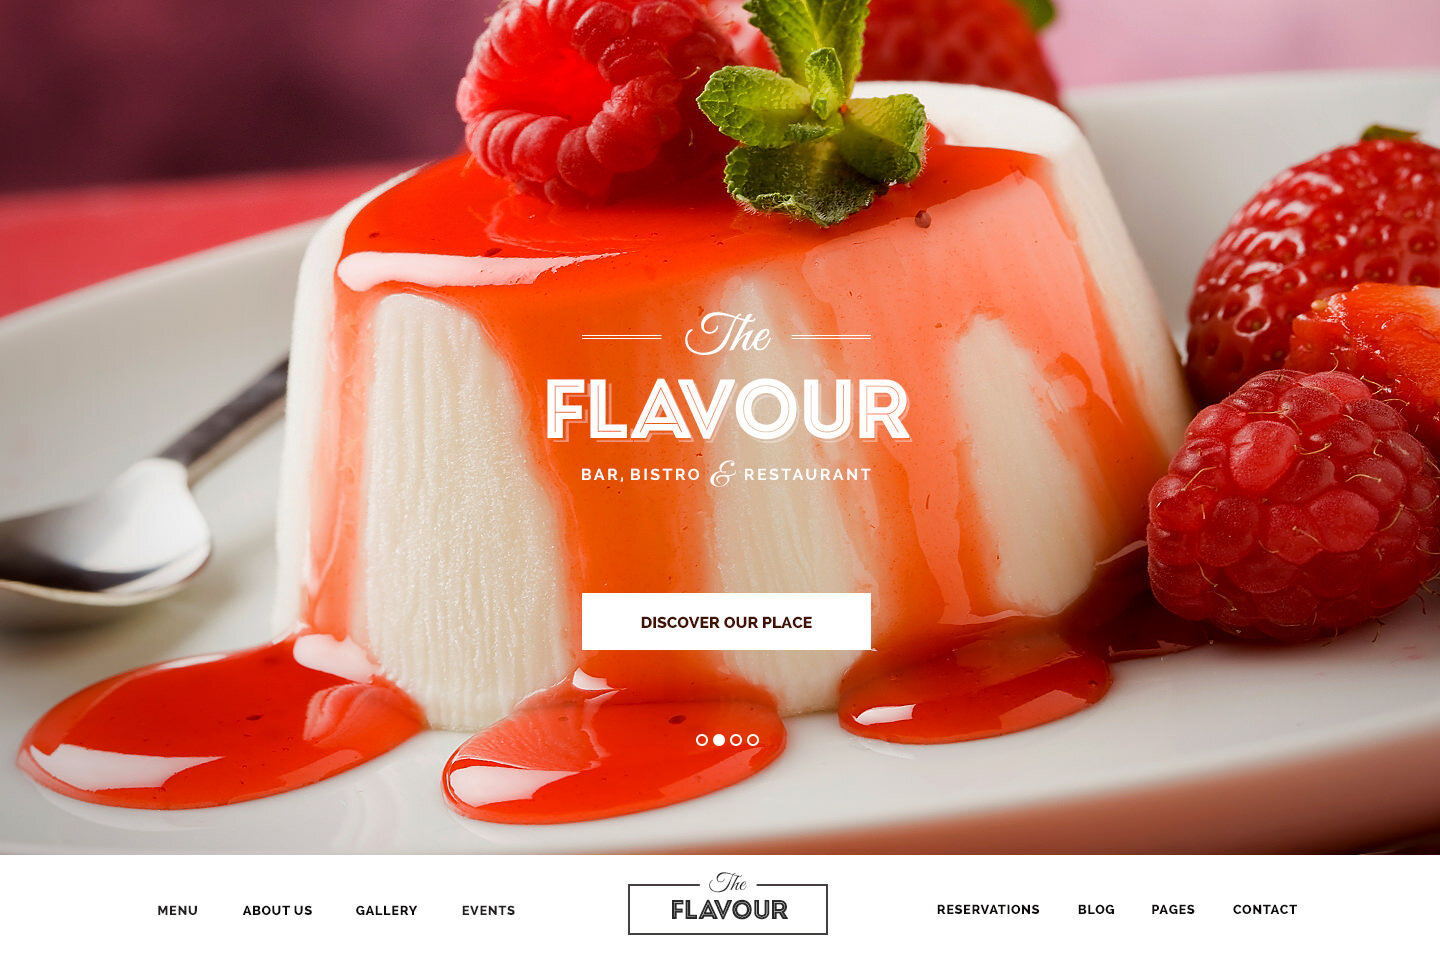 The
FLAVOUR
BAR, BISTRO & RESTAURANT
DISCOVER OUR PLACE
MENU ABOUT US GALLERY EVENTS
The
FLAVOUR
RESERVATIONS BLOG PAGES CONTACT